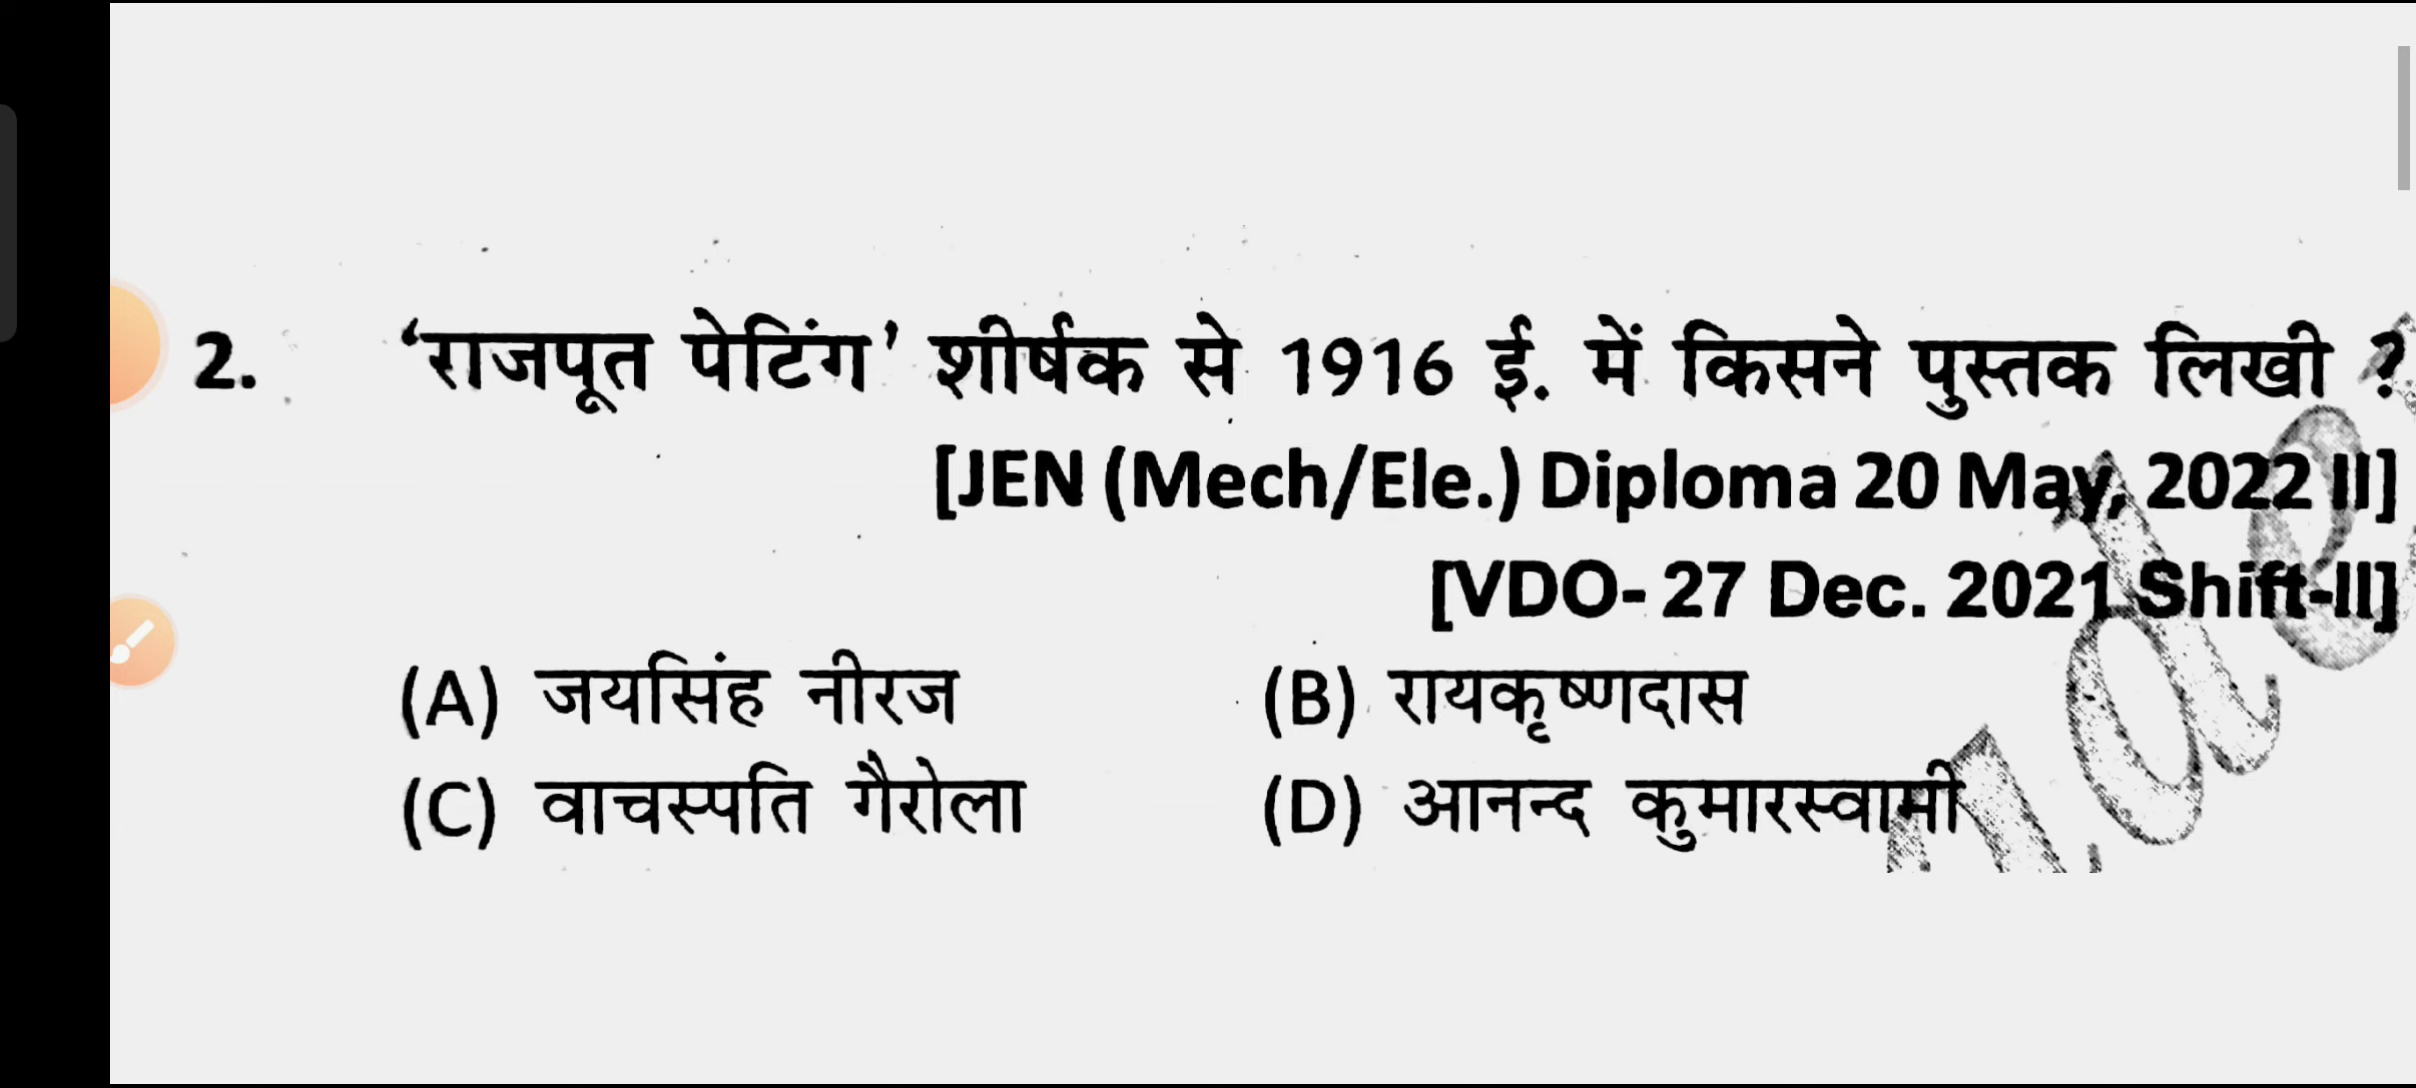 2. ‘राजपूत पेटिंग’ शीर्षक से 1916 ई. में किसने पुस्तक लिखी ?
[JEN (Mech/Ele.) Diploma 20 May, 2022 II]
[VDO- 27 Dec. 2021 Shift-II]
(A) जयसिंह नीरज (B) रायकृष्णदास
(C) वाचस्पति गैरोला (D) आनन्द कुमारस्वामी